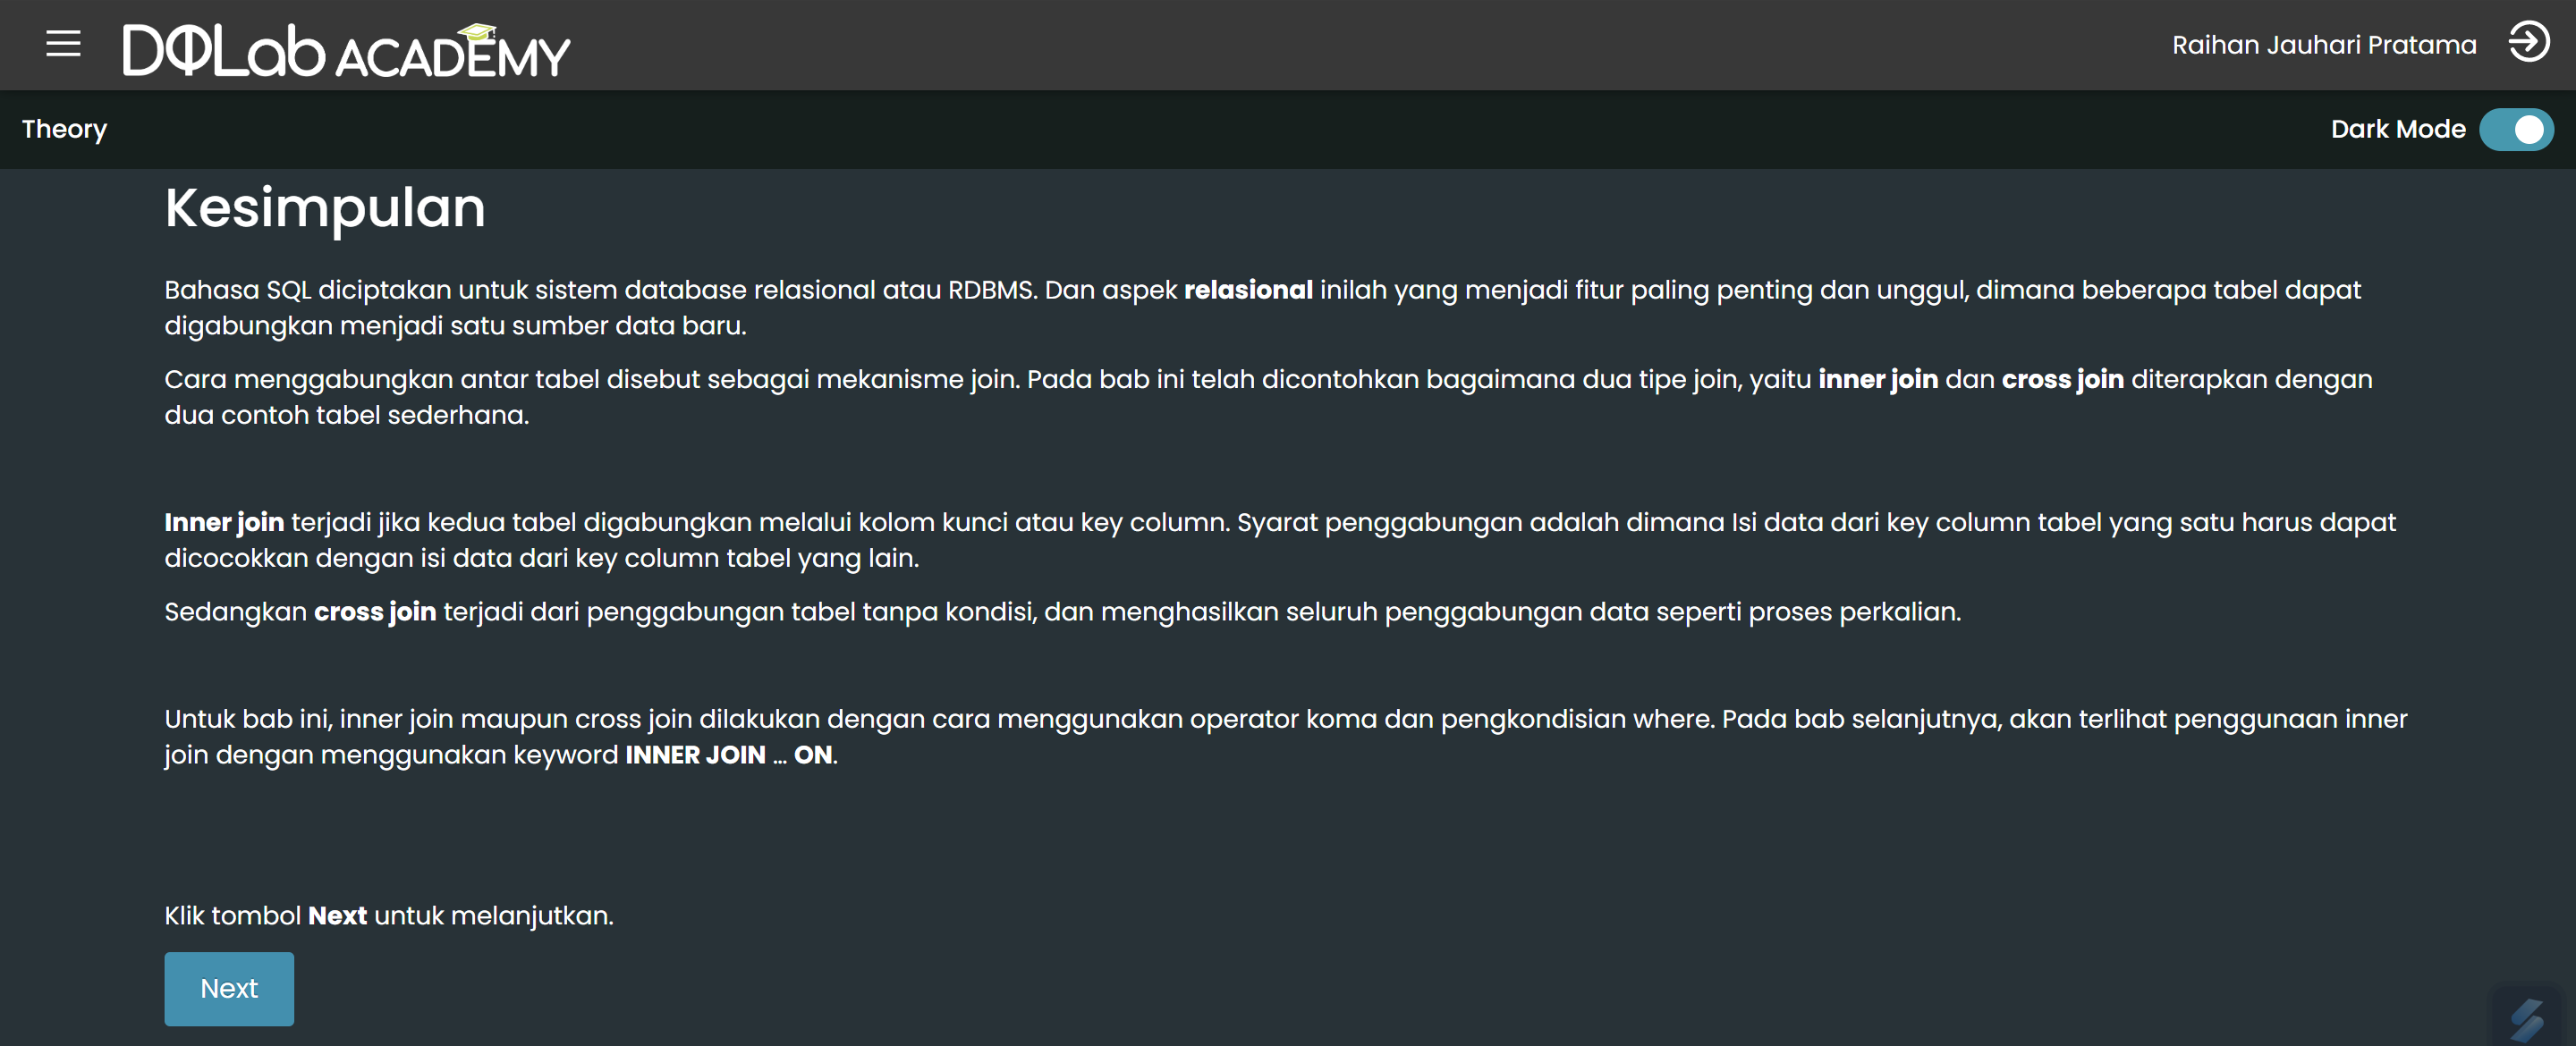 DQLab ACADEMY
Raihan Jauhari Pratama
Theory
Dark Mode
Kesimpulan
Bahasa SQL diciptakan untuk sistem database relasional atau RDBMS. Dan aspek relasional inilah yang menjadi fitur paling penting dan unggul, dimana beberapa tabel dapat
digabungkan menjadi satu sumber data baru.
Cara menggabungkan antar tabel disebut sebagai mekanisme join. Pada bab ini telah dicontohkan bagaimana dua tipe join, yaitu inner join dan cross join diterapkan dengan
dua contoh tabel sederhana.
Inner join terjadi jika kedua tabel digabungkan melalui kolom kunci atau key column. Syarat penggabungan adalah dimana Isi data dari key column tabel yang satu harus dapat
dicocokkan dengan isi data dari key column tabel yang lain.
Sedangkan cross join terjadi dari penggabungan tabel tanpa kondisi, dan menghasilkan seluruh penggabungan data seperti proses perkalian.
Untuk bab ini, inner join maupun cross join dilakukan dengan cara menggunakan operator koma dan pengkondisian where. Pada bab selanjutnya, akan terlihat penggunaan inner
join dengan menggunakan keyword INNER JOIN ... ON.
Klik tombol Next untuk melanjutkan.
Next